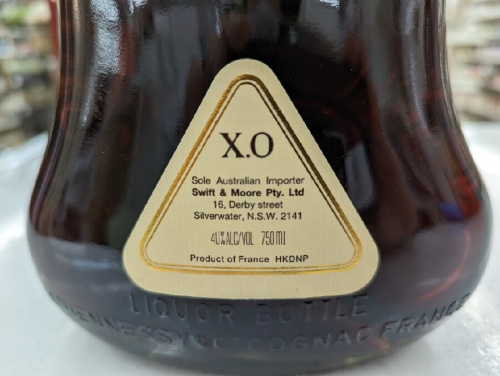 X.O
Sole Australian Importer
Swift & Moore Pty. Ltd
16, Derby street
Silverwater, N.S.W. 2141
40%ALC/VOL 750ml
Product of France HKDNP
LIQUOR BOTTLE
HENNESSY COGNAC FRANCE